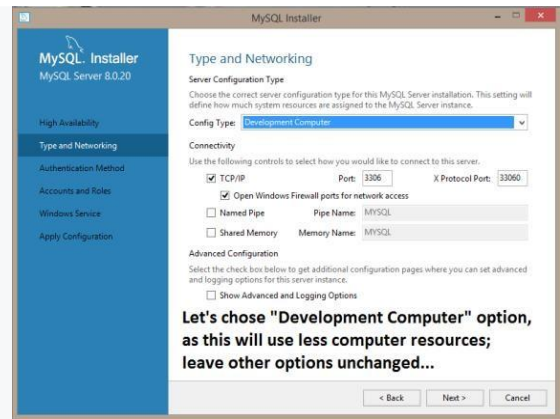 MySQL Installer
MySQL. Installer
MySQL Server 8.0.20
High Availability
Type and Networking
Authentication Method
Accounts and Roles
Windows Service
Apply Configuration
Type and Networking
Server Configuration Type
Choose the correct server configuration type for this MySQL Server installation. This setting will
define how much system resources are assigned to the MySQL Server instance.
Config Type: Development Computer
Connectivity
Use the following controls to select how you would like to connect to this server.
TCP/IP Port: 3306 X Protocol Port: 33060
Open Windows Firewall ports for network access
Named Pipe Pipe Name: MYSQL
Shared Memory Memory Name: MYSQL
Advanced Configuration
Select the check box below to get additional configuration pages where you can set advanced
and logging options for this server instance.
Show Advanced and Logging Options
Let's chose "Development Computer" option,
as this will use less computer resources;
leave other options unchanged...
< Back Next > Cancel